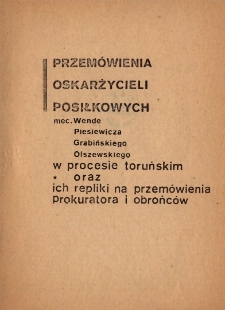 PRZEMÓWIENIA
OSKARŻYCIELI
POSIŁKOWYCH
mec. Wende
Piesiewicza
Grabińskiego
Olszewskiego
w procesie toruńskim
oraz
ich repliki na przemówienia
prokuratora i obrońców